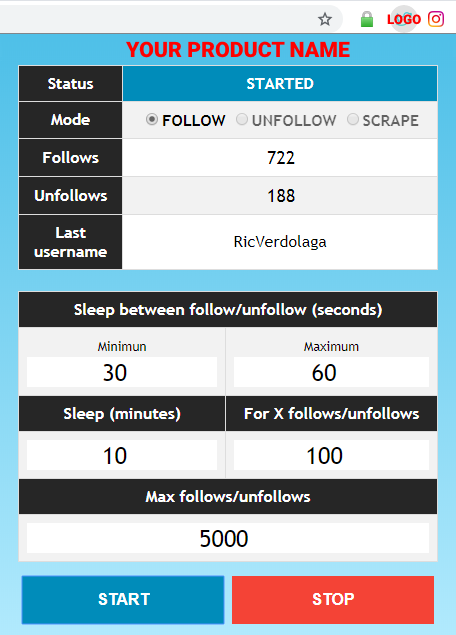 LOGO
YOUR PRODUCT NAME
Status STARTED
Mode FOLLOW UNFOLLOW SCRAPE
Follows 722
Unfollows 188
Last
username RicVerdolaga
Sleep between follow/unfollow (seconds)
Minimun Maximum
30 60
Sleep (minutes) For X follows/unfollows
10 100
Max follows/unfollows
5000
START STOP